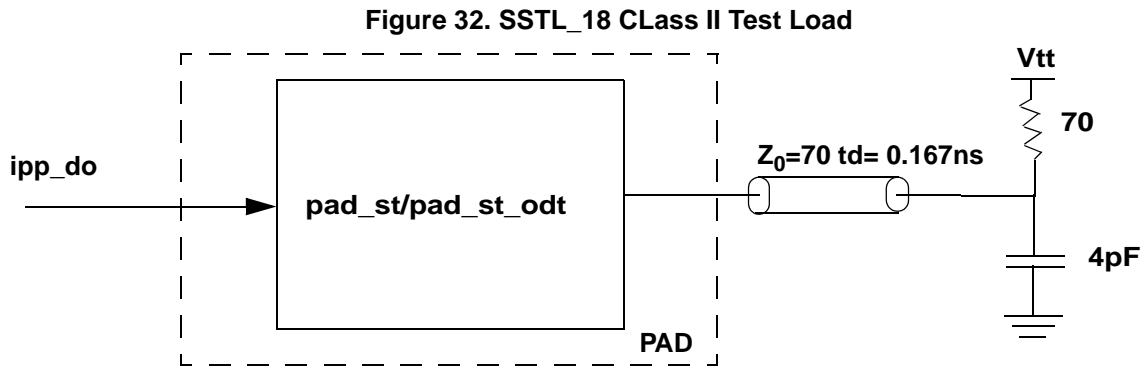 Figure 32. SSTL_18 CLass II Test Load
Vtt
70
Z0=70 td= 0.167ns
ipp_do
pad_st/pad_st_odt
4pF
PAD